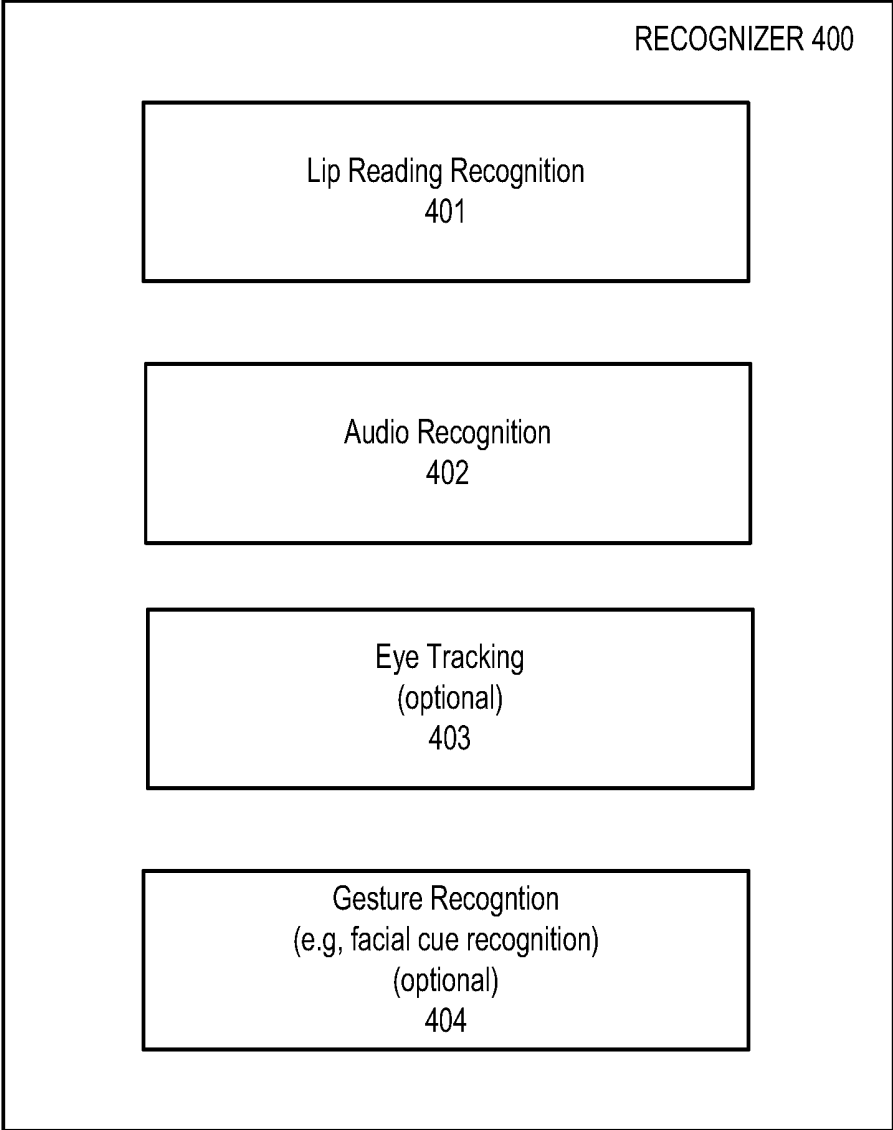 RECOGNIZER 400
Lip Reading Recognition
401
Audio Recognition
402
Eye Tracking
(optional)
403
Gesture Recogntion
(e.g, facial cue recognition)
(optional)
404